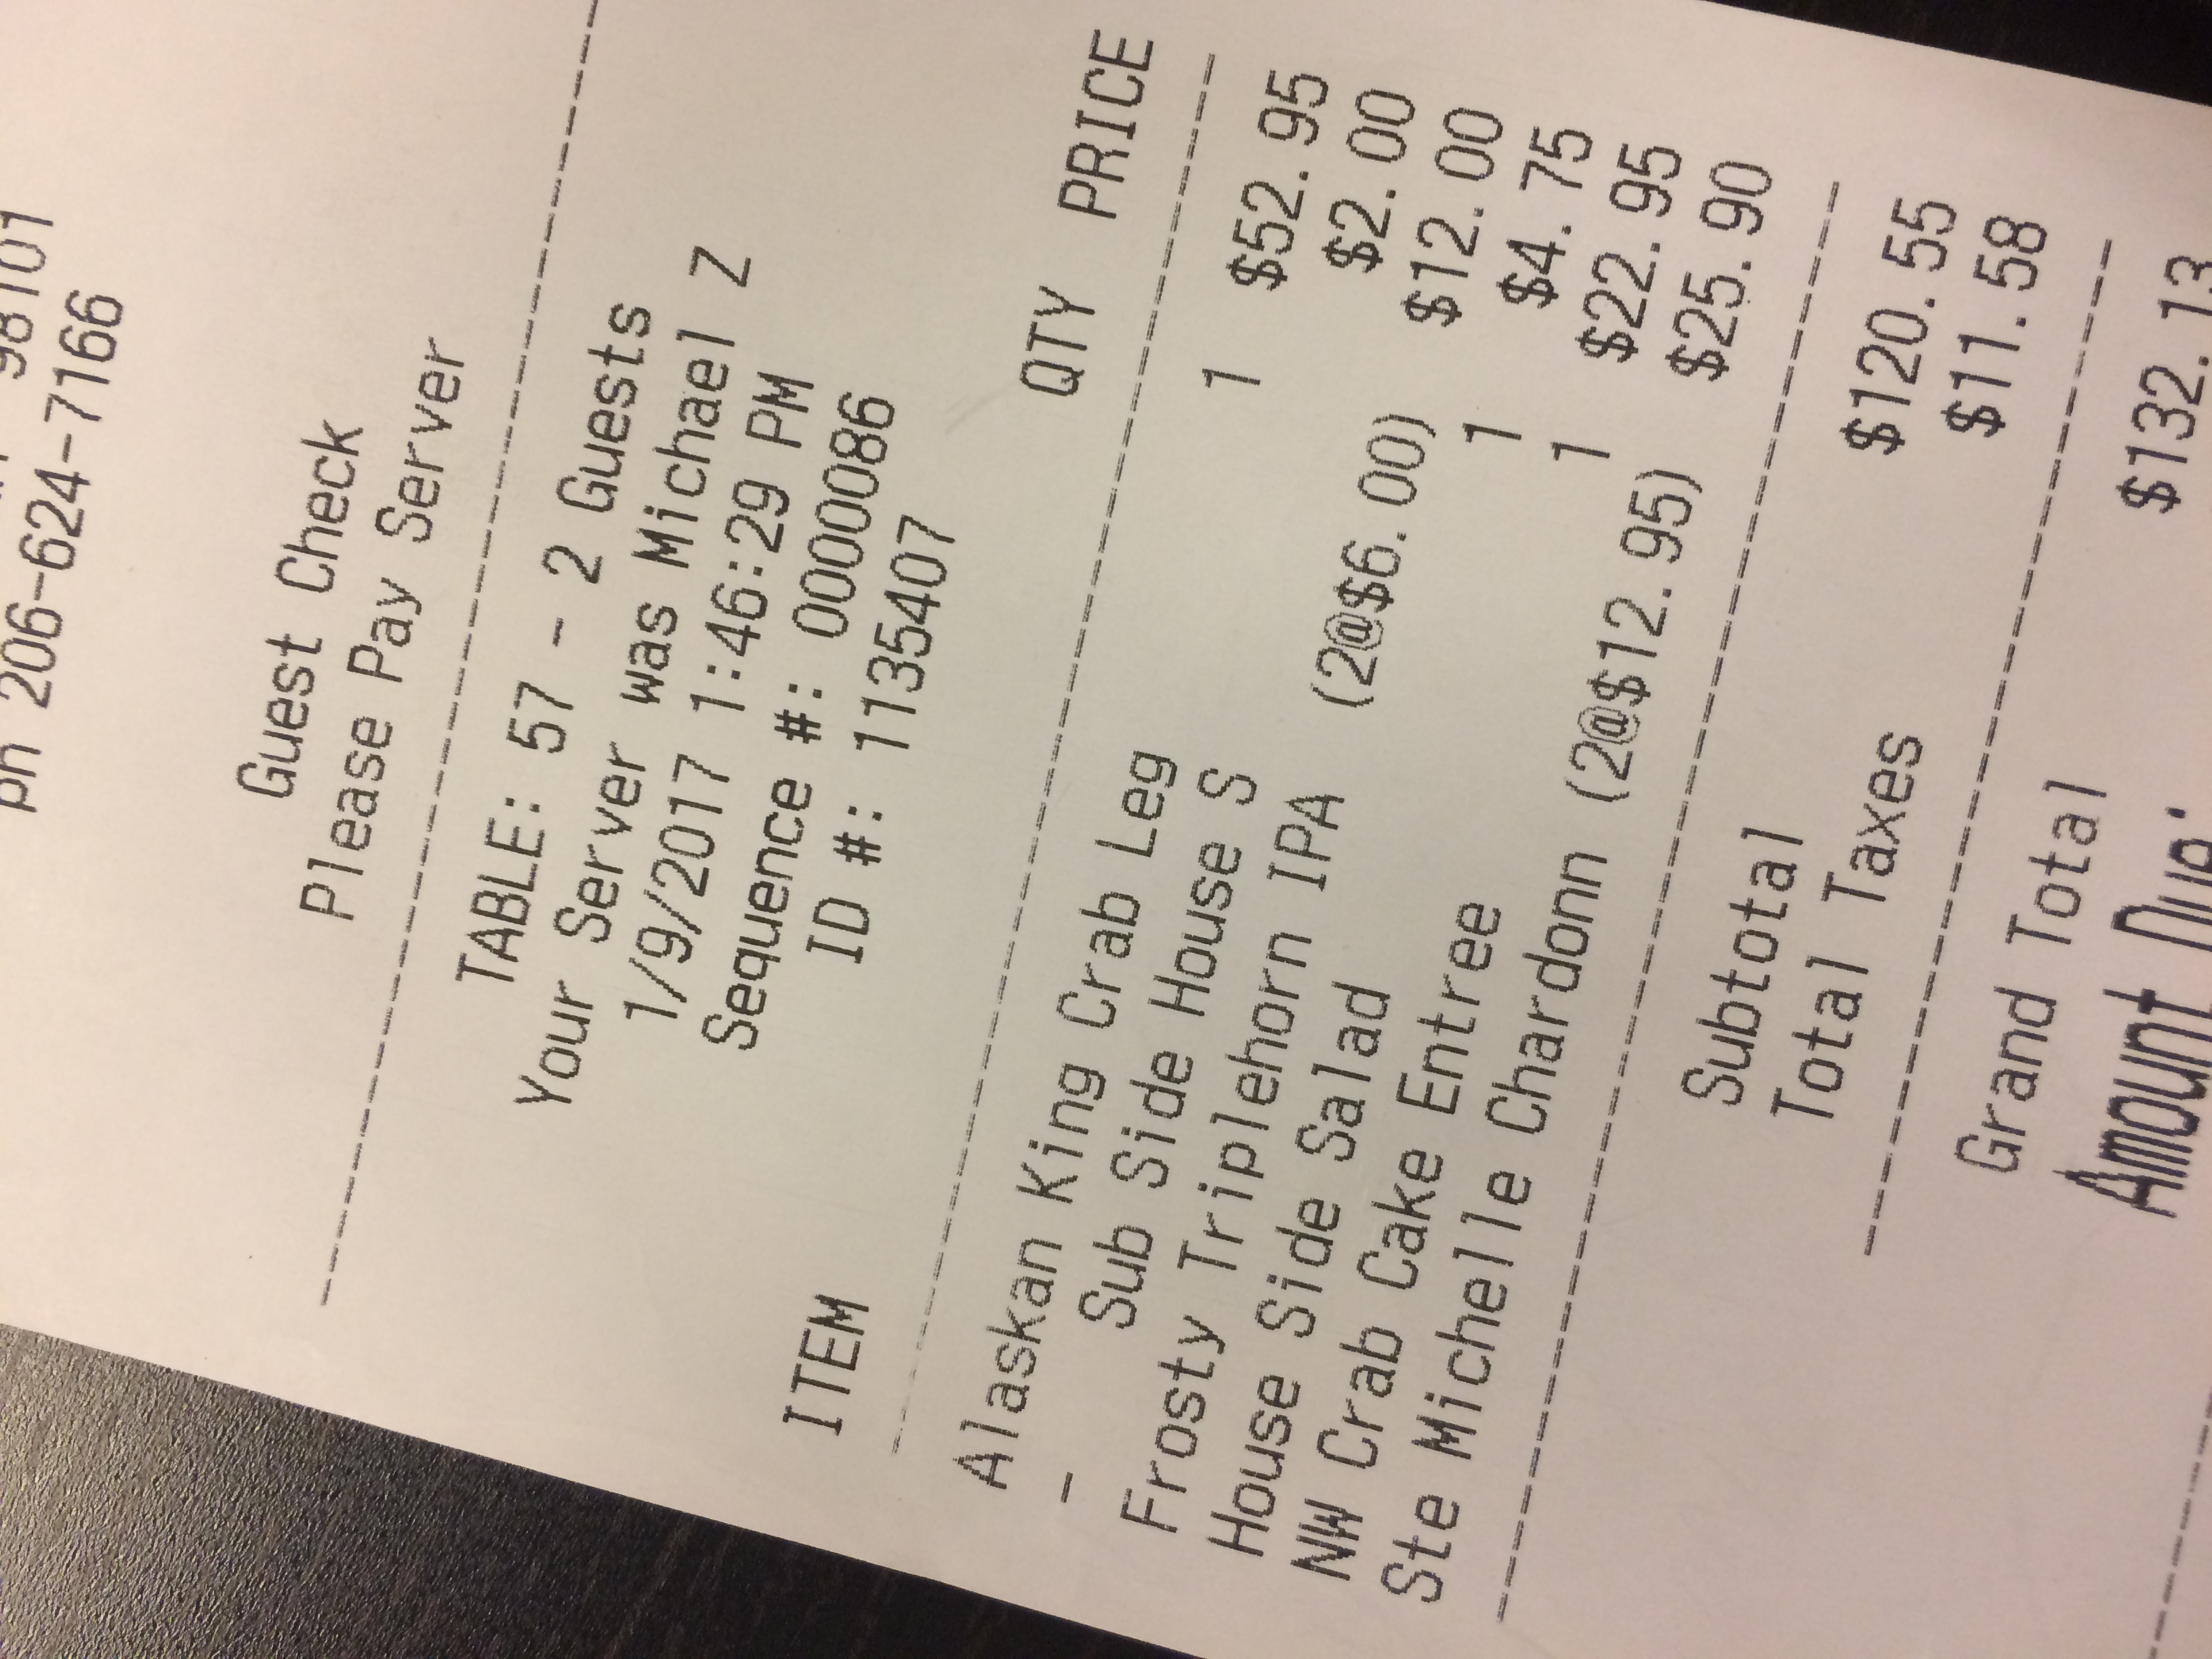 98101
ph 206-624-7166
Guest Check
Please Pay Server
TABLE: 57 - 2 Guests
Your Server was Michael Z
1/9/2017 1:46:29 PM
Sequence #: 0000086
ID #: 1135407
ITEM QTY PRICE
Alaskan King Crab Leg 1 $52.95
- Sub Side House S $2.00
Frosty Triplehorn IPA (2@$6.00) $12.00
House Side Salad 1 $4.75
NW Crab Cake Entree 1 $22.95
Ste Michelle Chardonn (2@$12.95) $25.90
Subtotal $120.55
Total Taxes $11.58
Grand Total $132.13
Amount Due: